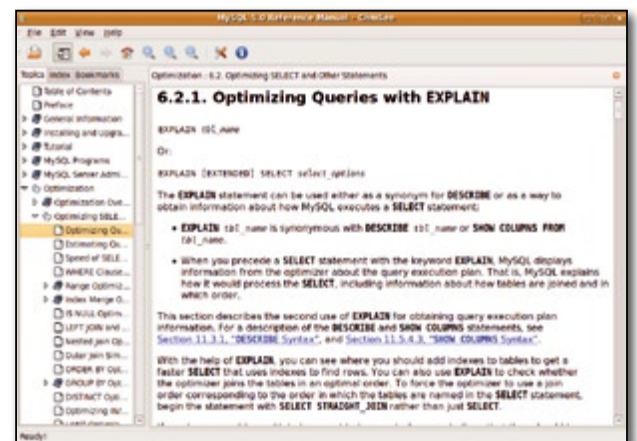 MySQL 5.0 Reference Manual - ChmSee
File Edit View Help
Topics Index Bookmarks
Optimization : 6.2. Optimizing SELECT and Other Statements
Table of Contents
Preface
General Information
Installing and Upgra...
Tutorial
MySQL Programs
MySQL Server Admi...
Optimization
Optimization Ove...
Optimizing SELE...
Optimizing Qu...
Estimating Qu...
Speed of SELE...
WHERE Clause...
Range Optimiz...
Index Merge O...
IS NULL Optim...
LEFT JOIN and ...
Nested Join Op...
Outer Join Sim...
ORDER BY Opt...
GROUP BY Opt...
DISTINCT Opt...
Optimizing IN/...
6.2.1. Optimizing Queries with EXPLAIN
EXPLAIN tbl_name
Or:
EXPLAIN [EXTENDED] SELECT select_options
The EXPLAIN statement can be used either as a synonym for DESCRIBE or as a way to
obtain information about how MySQL executes a SELECT statement:
• EXPLAIN tbl_name is synonymous with DESCRIBE tbl_name or SHOW COLUMNS FROM
tbl_name.
• When you precede a SELECT statement with the keyword EXPLAIN, MySQL displays
information from the optimizer about the query execution plan. That is, MySQL explains
how it would process the SELECT, including information about how tables are joined and in
which order.
This section describes the second use of EXPLAIN for obtaining query execution plan
information. For a description of the DESCRIBE and SHOW COLUMNS statements, see
Section 11.3.1, "DESCRIBE Syntax", and Section 11.5.4.3, "SHOW COLUMNS Syntax".
With the help of EXPLAIN, you can see where you should add indexes to tables to get a
faster SELECT that uses indexes to find rows. You can also use EXPLAIN to check whether
the optimizer joins the tables in an optimal order. To force the optimizer to use a join
order corresponding to the order in which the tables are named in the SELECT statement,
begin the statement with SELECT STRAIGHT_JOIN rather than just SELECT.
Ready!